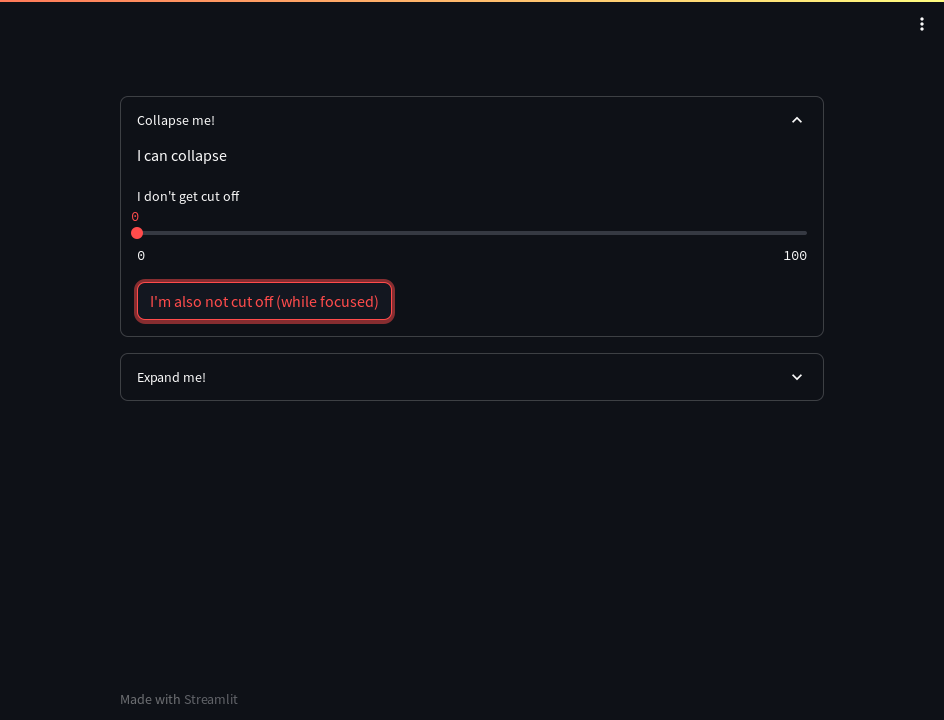 Collapse me!
I can collapse
I don't get cut off
0
0 100
I'm also not cut off (while focused)
Expand me!
Made with Streamlit